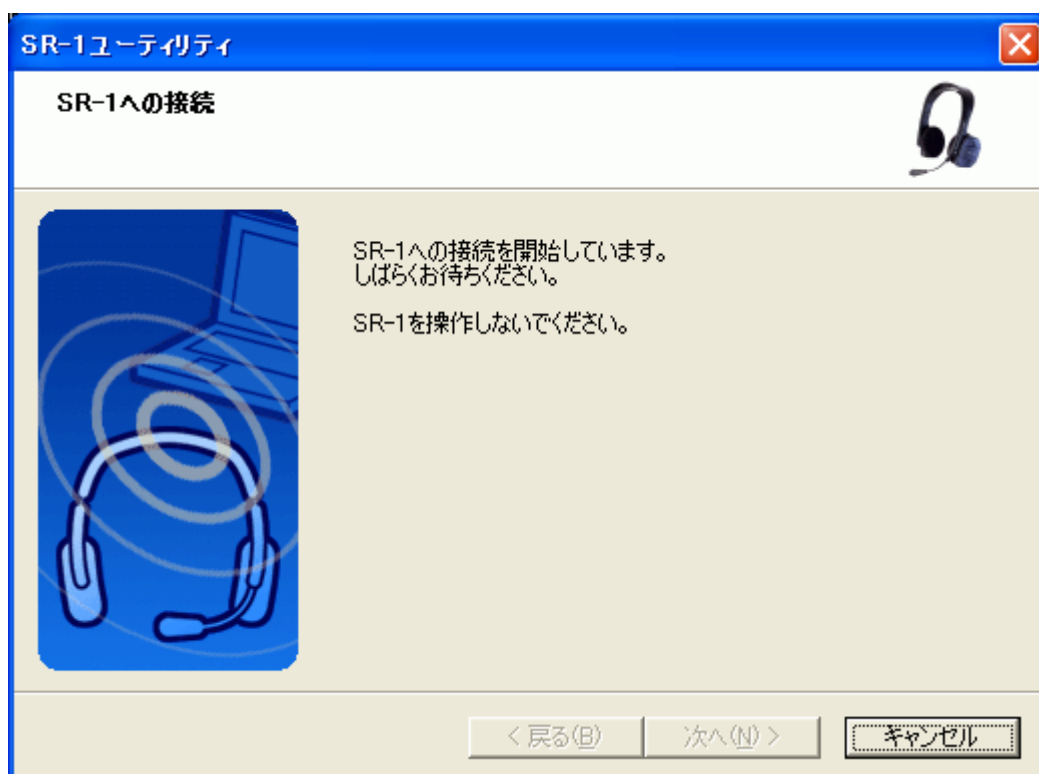 SR-1ユーティリティ
SR-1への接続
SR-1への接続を開始しています。
しばらくお待ちください。
SR-1を操作しないでください。
< 戻る(B)
次へ(N) >
キャンセル